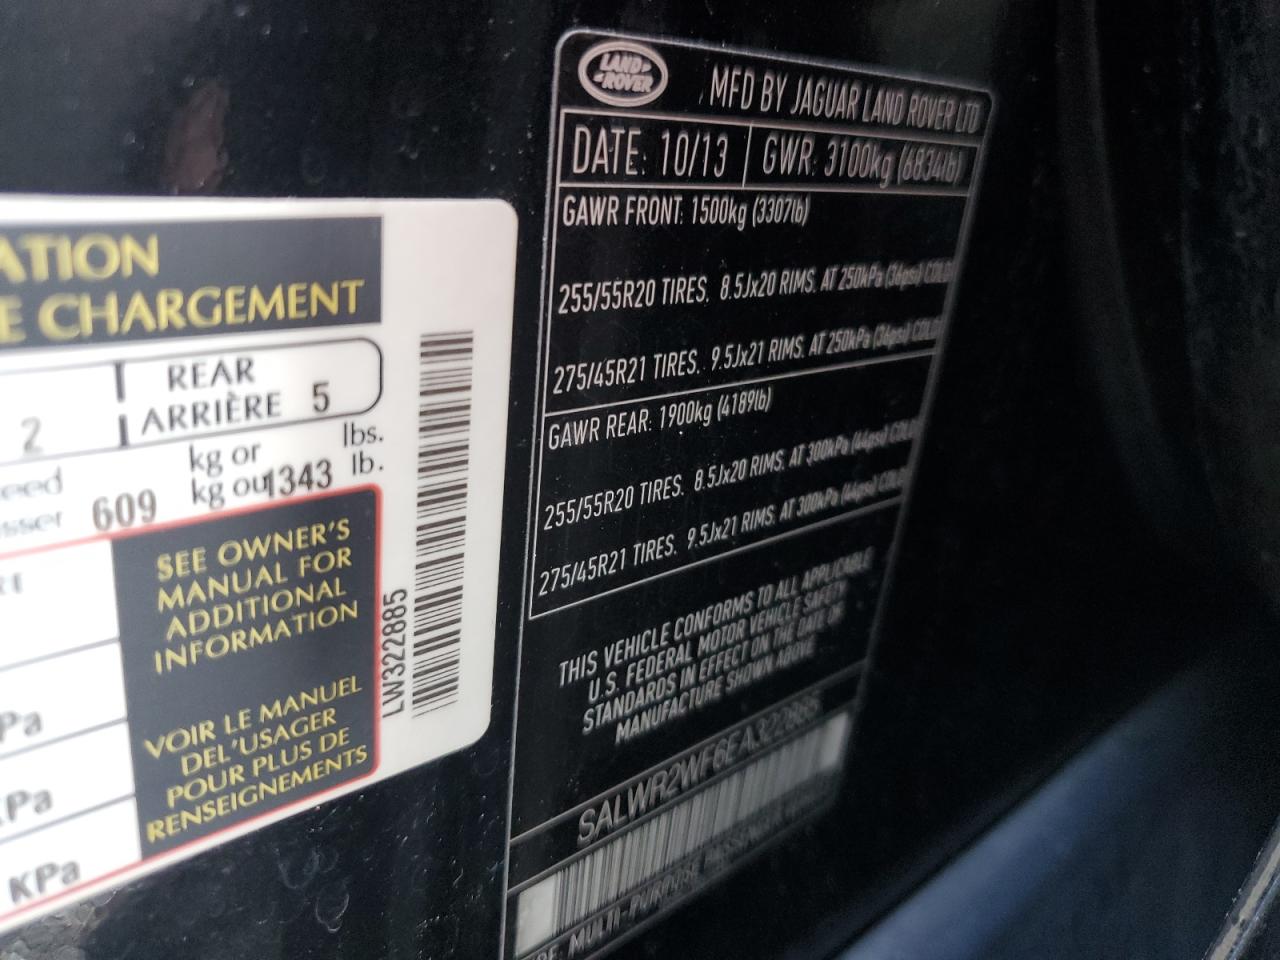 ATION
E CHARGEMENT
2
REAR
ARRIÈRE 5
eed
kg or
lbs.
sser 609 kg ou 1343 lb.
SEE OWNER'S
MANUAL FOR
ADDITIONAL
INFORMATION
VOIR LE MANUEL
DEL'USAGER
POUR PLUS DE
RENSEIGNEMENTS
Pa
Pa
KPa
LW322885
LAND
ROVER
MFD BY JAGUAR LAND ROVER LTD
DATE: 10/13 GWR: 3100kg (6834lb)
GAWR FRONT: 1500kg (3307lb)
255/55R20 TIRES. 8.5Jx20 RIMS. AT 250kPa (36psi) COLD
275/45R21 TIRES. 9.5Jx21 RIMS. AT 250kPa (36psi) COLD
GAWR REAR: 1900kg (4189lb)
255/55R20 TIRES. 8.5Jx20 RIMS. AT 300kPa (44psi) COLD
275/45R21 TIRES. 9.5Jx21 RIMS. AT 300kPa (44psi) COLD
THIS VEHICLE CONFORMS TO ALL APPLICABLE
U.S. FEDERAL MOTOR VEHICLE SAFETY
STANDARDS IN EFFECT ON THE DATE OF
MANUFACTURE SHOWN ABOVE
SALWR2WF6EA322885
PE: MULTI-PURPOSE PASSENGER